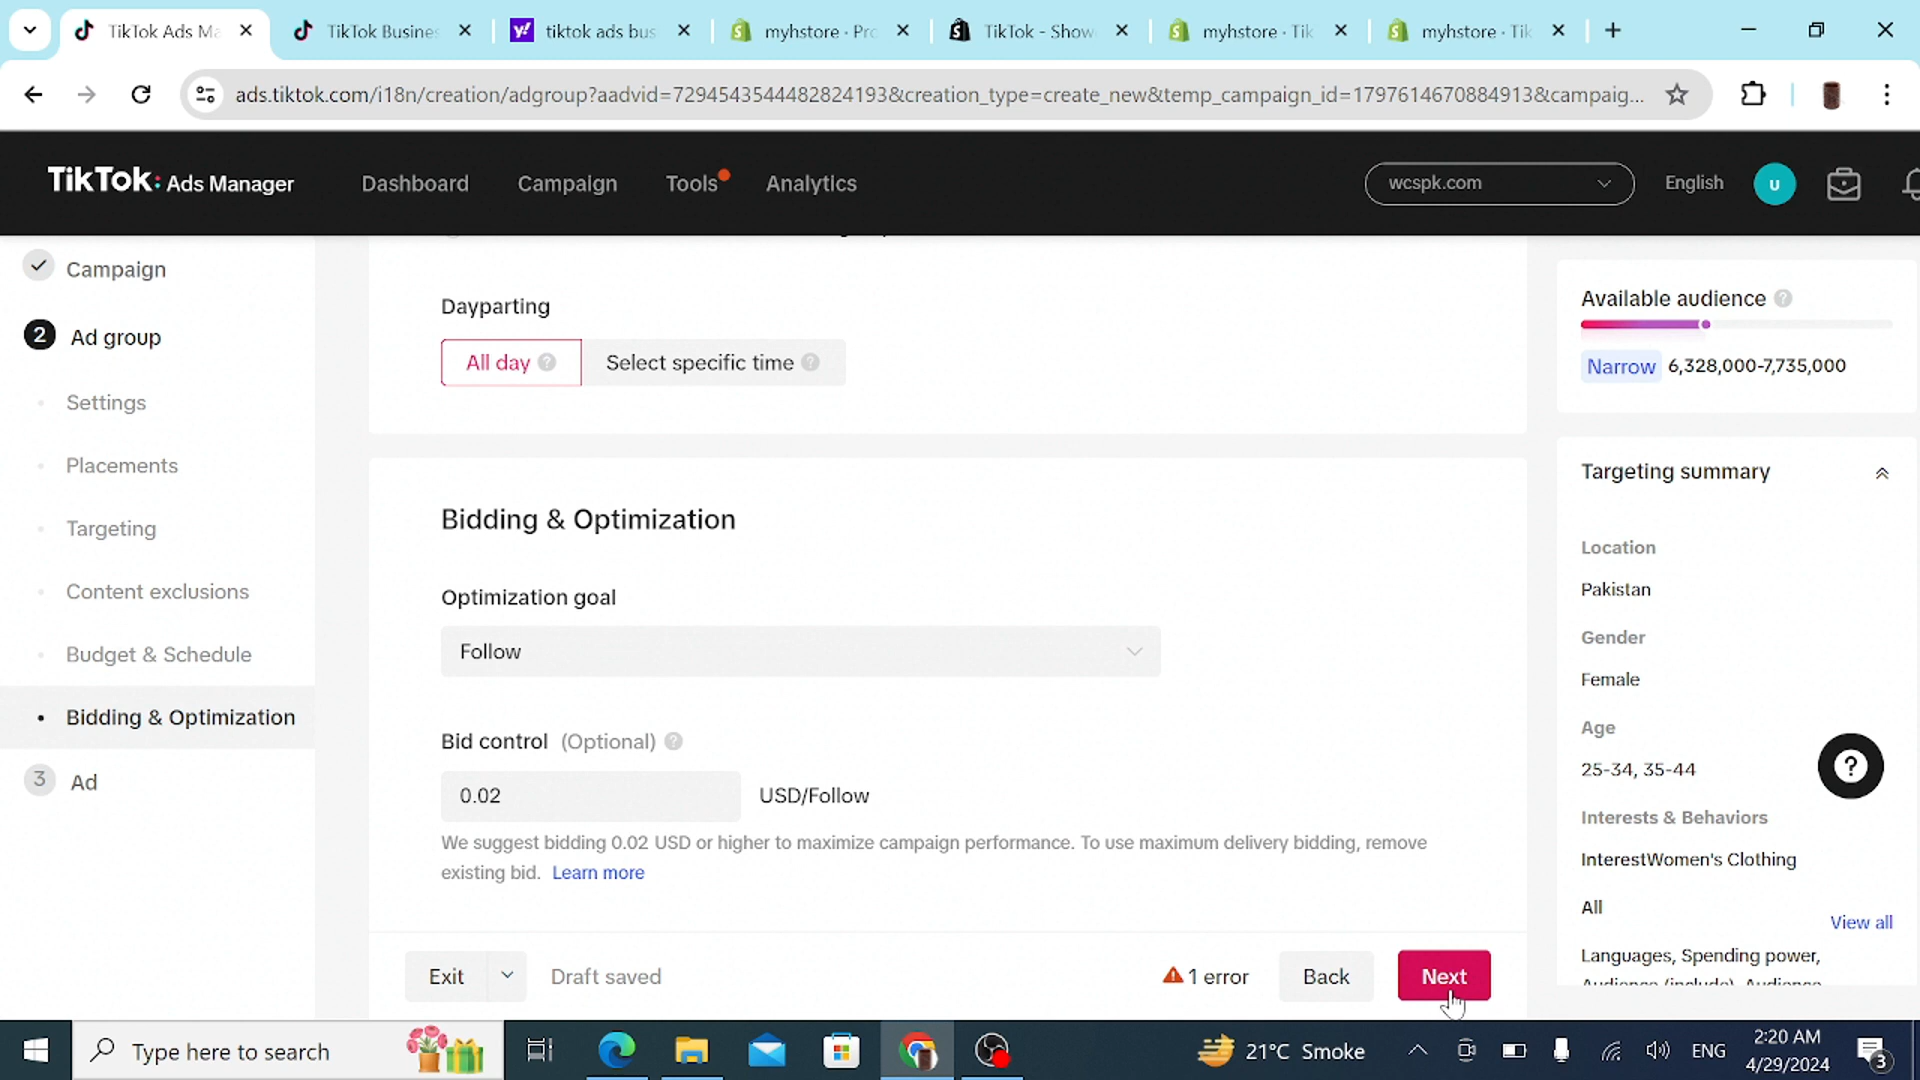 TikTok Ads Ma
TikTok Busines
tiktok ads bus
myhstore · Pro
TikTok - Show
myhstore · Tik
myhstore · Tik
ads.tiktok.com/i18n/creation/adgroup?aadvid=7294543544482824193&creation_type=create_new&temp_campaign_id=1797614670884913&campaig...
TikTok: Ads Manager
Dashboard
Campaign
Tools
Analytics
wcspk.com
English
U
Campaign
2 Ad group
Settings
Placements
Targeting
Content exclusions
Budget & Schedule
Bidding & Optimization
3 Ad
Dayparting
All day
Select specific time
Bidding & Optimization
Optimization goal
Follow
Bid control (Optional)
0.02
USD/Follow
We suggest bidding 0.02 USD or higher to maximize campaign performance. To use maximum delivery bidding, remove
existing bid. Learn more
Exit
Draft saved
1 error
Back
Next
Available audience
Narrow 6,328,000-7,735,000
Targeting summary
Location
Pakistan
Gender
Female
Age
25-34, 35-44
Interests & Behaviors
InterestWomen's Clothing
All
View all
Languages, Spending power,
Audience (include), Audience
Type here to search
21°C Smoke
ENG
2:20 AM
4/29/2024
3